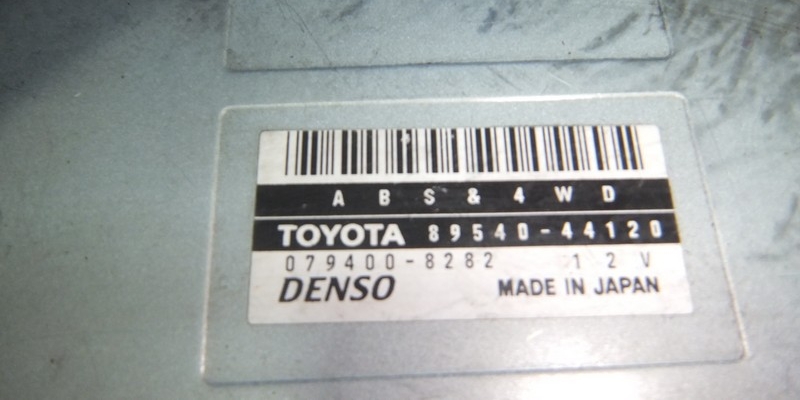 ABS&4WD
TOYOTA 89540-44120
079400-8282 12V
DENSO MADE IN JAPAN